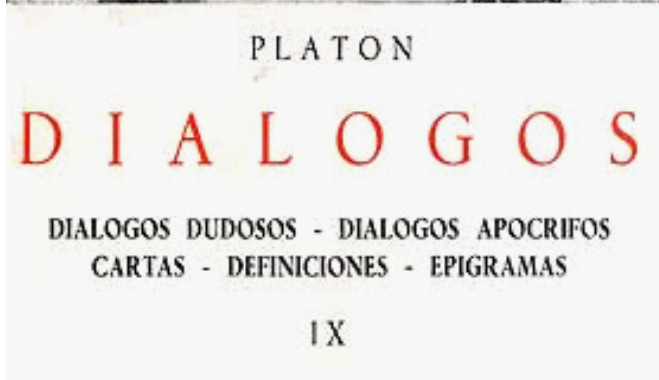 PLATON
DIALOGOS
DIALOGOS DUDOSOS - DIALOGOS APOCRIFOS
CARTAS - DEFINICIONES - EPIGRAMAS
IX